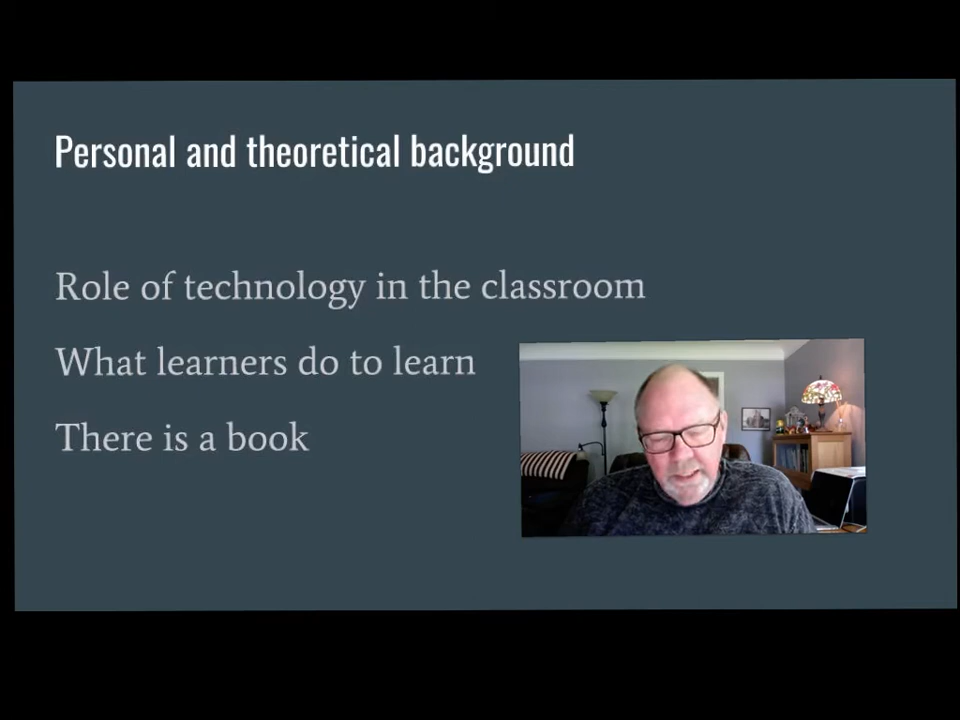 Personal and theoretical background
Role of technology in the classroom
What learners do to learn
There is a book